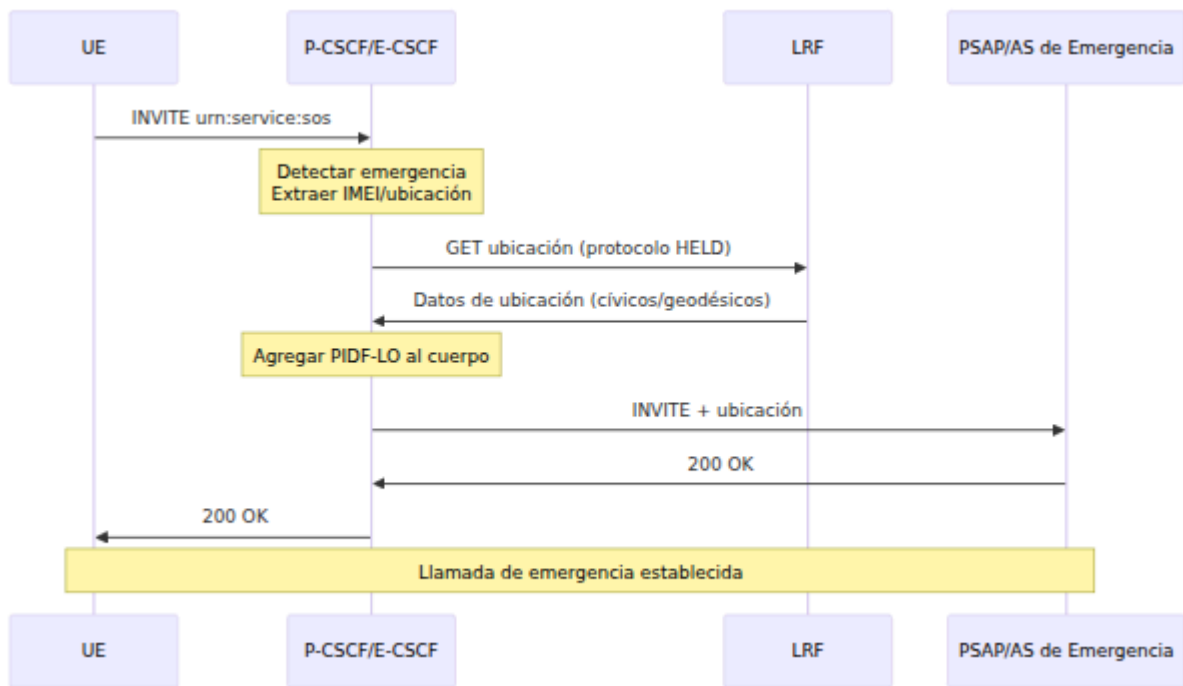 UE
P-CSCF/E-CSCF
LRF
PSAP/AS de Emergencia
INVITE urn:service:sos
Detectar emergencia
Extraer IMEI/ubicación
GET ubicación (protocolo HELD)
Datos de ubicación (cívicos/geodésicos)
Agregar PIDF-LO al cuerpo
INVITE + ubicación
200 OK
200 OK
Llamada de emergencia establecida
UE
P-CSCF/E-CSCF
LRF
PSAP/AS de Emergencia